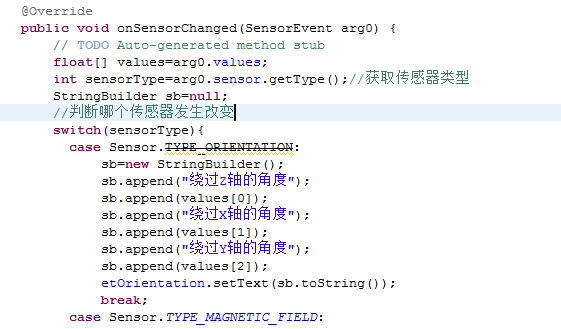 @Override
public void onSensorChanged(SensorEvent arg0) {
// TODO Auto-generated method stub
float[] values=arg0.values;
int sensorType=arg0.sensor.getType();//获取传感器类型
StringBuilder sb=null;
//判断哪个传感器发生改变
switch(sensorType){
case Sensor.TYPE_ORIENTATION:
sb=new StringBuilder();
sb.append("绕过Z轴的角度");
sb.append(values[0]);
sb.append("绕过X轴的角度");
sb.append(values[1]);
sb.append("绕过Y轴的角度");
sb.append(values[2]);
etOrientation.setText(sb.toString());
break;
case Sensor.TYPE_MAGNETIC_FIELD: